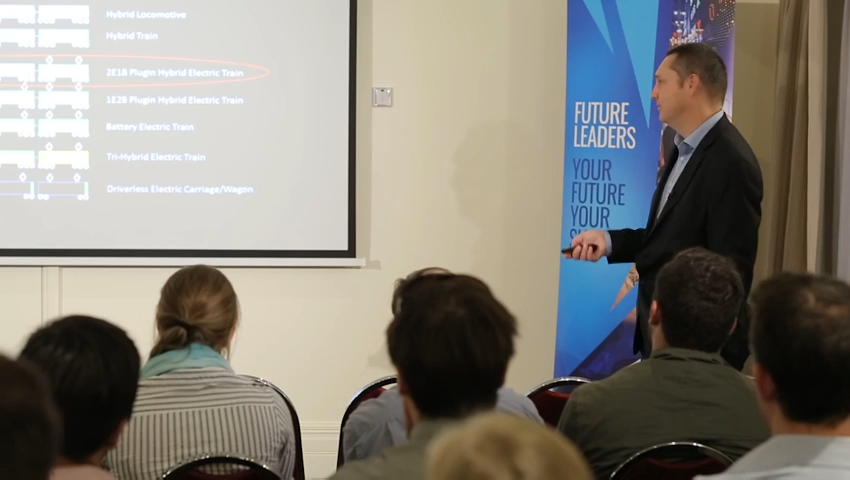 Hybrid Locomotive
Hybrid Train
2E1B Plugin Hybrid Electric Train
1E2B Plugin Hybrid Electric Train
Battery Electric Train
Tri-Hybrid Electric Train
Driverless Electric Carriage/Wagon
FUTURE
LEADERS
YOUR
FUTURE
YOUR